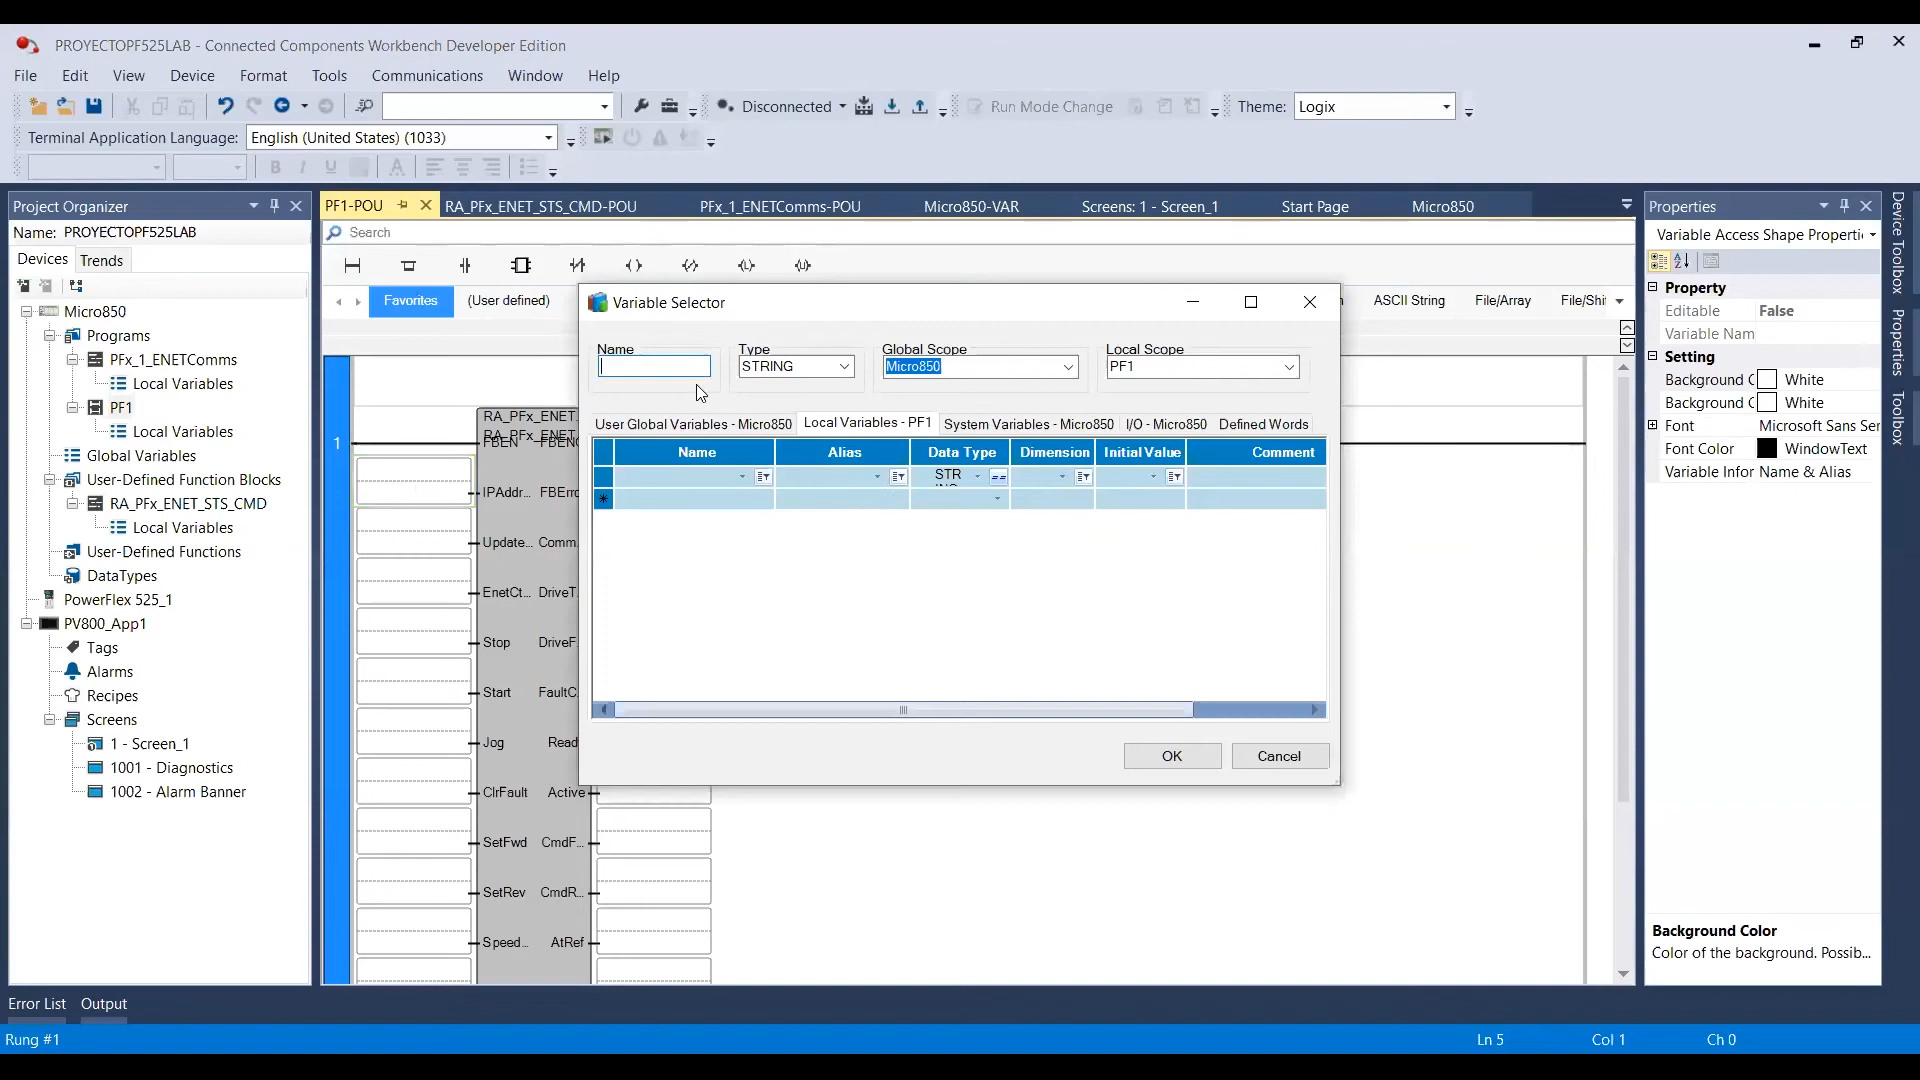 PROYECTOPF525LAB - Connected Components Workbench Developer Edition
File Edit View Device Format Tools Communications Window Help
Disconnected Run Mode Change Theme: Logix
Terminal Application Language: English (United States) (1033)
B I U A
Project Organizer
Name: PROYECTOPF525LAB
Devices Trends
Micro850
Programs
PFx_1_ENETComms
Local Variables
PF1
Local Variables
Global Variables
User-Defined Function Blocks
RA_PFx_ENET_STS_CMD
Local Variables
User-Defined Functions
DataTypes
PowerFlex 525_1
PV800_App1
Tags
Alarms
Recipes
Screens
1 - Screen_1
1001 - Diagnostics
1002 - Alarm Banner
PF1-POU RA_PFx_ENET_STS_CMD-POU PFx_1_ENETComms-POU Micro850-VAR Screens: 1 - Screen_1 Start Page Micro850
Search
Favorites (User defined) ASCII String File/Array File/Shi
1
RA_PFx_ENET_
RA_PFx_ENET
FBEN FBENO
IPAddr... FBErro
Update... Comm.
EnetCt... DriveT.
Stop DriveF.
Start FaultC.
Jog Read
ClrFault Active
SetFwd CmdF...
SetRev CmdR...
Speed... AtRef
Variable Selector
Name Type Global Scope Local Scope
STRING Micro850 PF1
User Global Variables - Micro850 Local Variables - PF1 System Variables - Micro850 I/O - Micro850 Defined Words
Name Alias Data Type Dimension Initial Value Comment
STR
OK Cancel
Properties
Variable Access Shape Properti
Property
Editable False
Variable Nam
Setting
Background C White
Background C White
Font Microsoft Sans Ser
Font Color WindowText
Variable Infor Name & Alias
Background Color
Color of the background. Possib...
Device Toolbox
Properties
Toolbox
Error List Output
Rung #1 Ln 5 Col 1 Ch 0